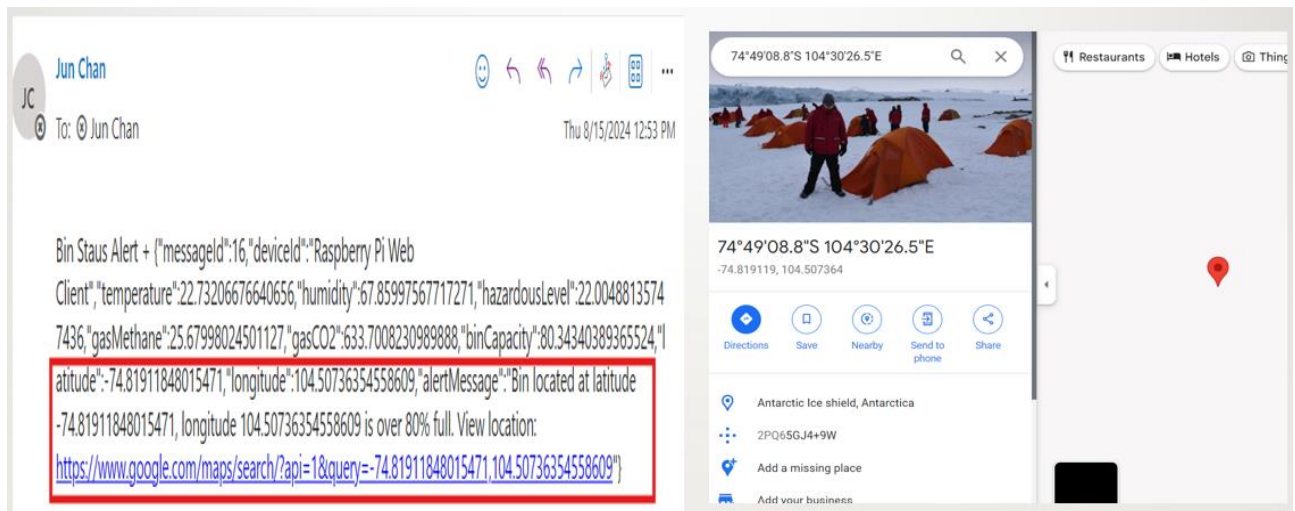 Jun Chan
JC
To: Jun Chan
Thu 8/15/2024 12:53 PM
Bin Staus Alert + {"messageId":16,"deviceId":"Raspberry Pi Web
Client","temperature":22.73206676640656,"humidity":67.85997567717271,"hazardousLevel":22.0048813574
7436,"gasMethane":25.67998024501127,"gasCO2":633.7008230989888,"binCapacity":80.34340389365524,"l
atitude":-74.81911848015471,"longitude":104.50736354558609,"alertMessage":"Bin located at latitude
-74.81911848015471, longitude 104.50736354558609 is over 80% full. View location:
https://www.google.com/maps/search/?api=1&query=-74.81911848015471,104.50736354558609"}
74°49'08.8"S 104°30'26.5"E
74°49'08.8"S 104°30'26.5"E
-74.819119, 104.507364
Directions
Save
Nearby
Send to
phone
Share
Antarctic Ice shield, Antarctica
2PQ65GJ4+9W
Add a missing place
Add your business
Restaurants
Hotels
Thing